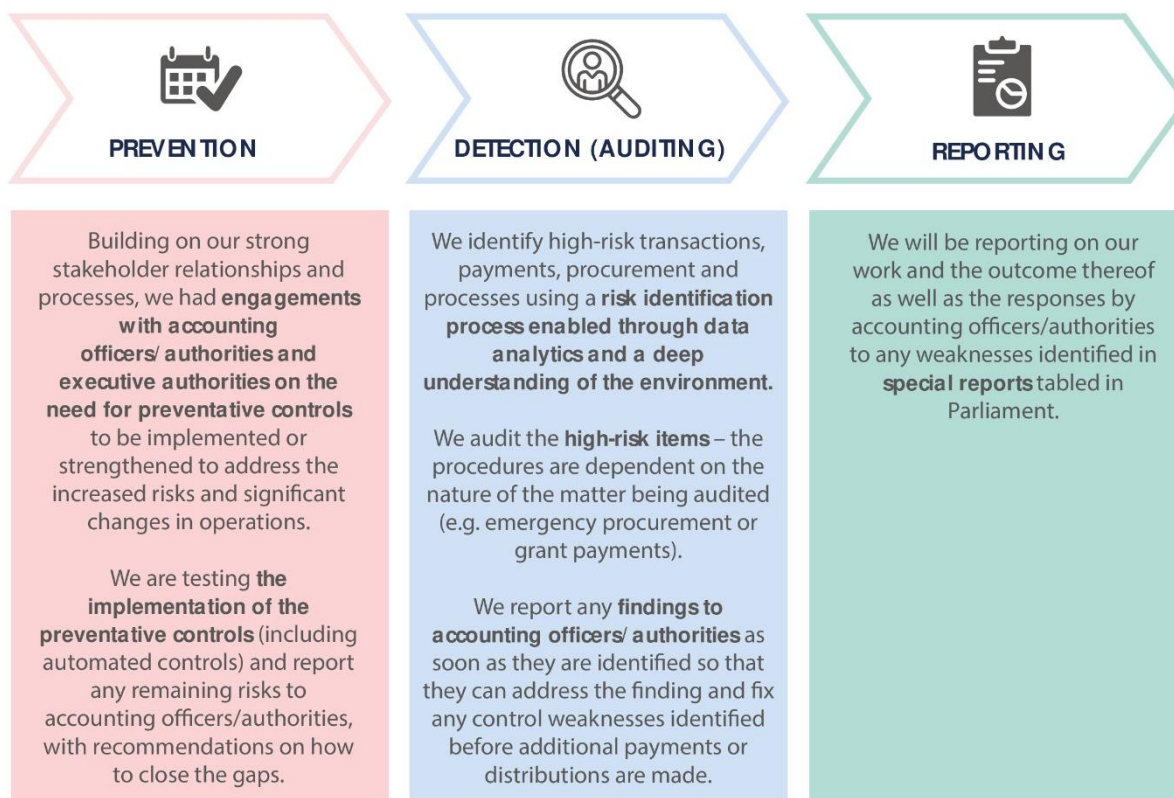 PREVENTION
Building on our strong
stakeholder relationships and
processes, we had engagements
with accounting
officers/ authorities and
executive authorities on the
need for preventative controls
to be implemented or
strengthened to address the
increased risks and significant
changes in operations.
We are testing the
implementation of the
preventative controls (including
automated controls) and report
any remaining risks to
accounting officers/authorities,
with recommendations on how
to close the gaps.
DETECTION (AUDITING)
We identify high-risk transactions,
payments, procurement and
processes using a risk identification
process enabled through data
analytics and a deep
understanding of the environment.
We audit the high-risk items – the
procedures are dependent on the
nature of the matter being audited
(e.g. emergency procurement or
grant payments).
We report any findings to
accounting officers/ authorities as
soon as they are identified so that
they can address the finding and fix
any control weaknesses identified
before additional payments or
distributions are made.
REPORTING
We will be reporting on our
work and the outcome thereof
as well as the responses by
accounting officers/authorities
to any weaknesses identified in
special reports tabled in
Parliament.